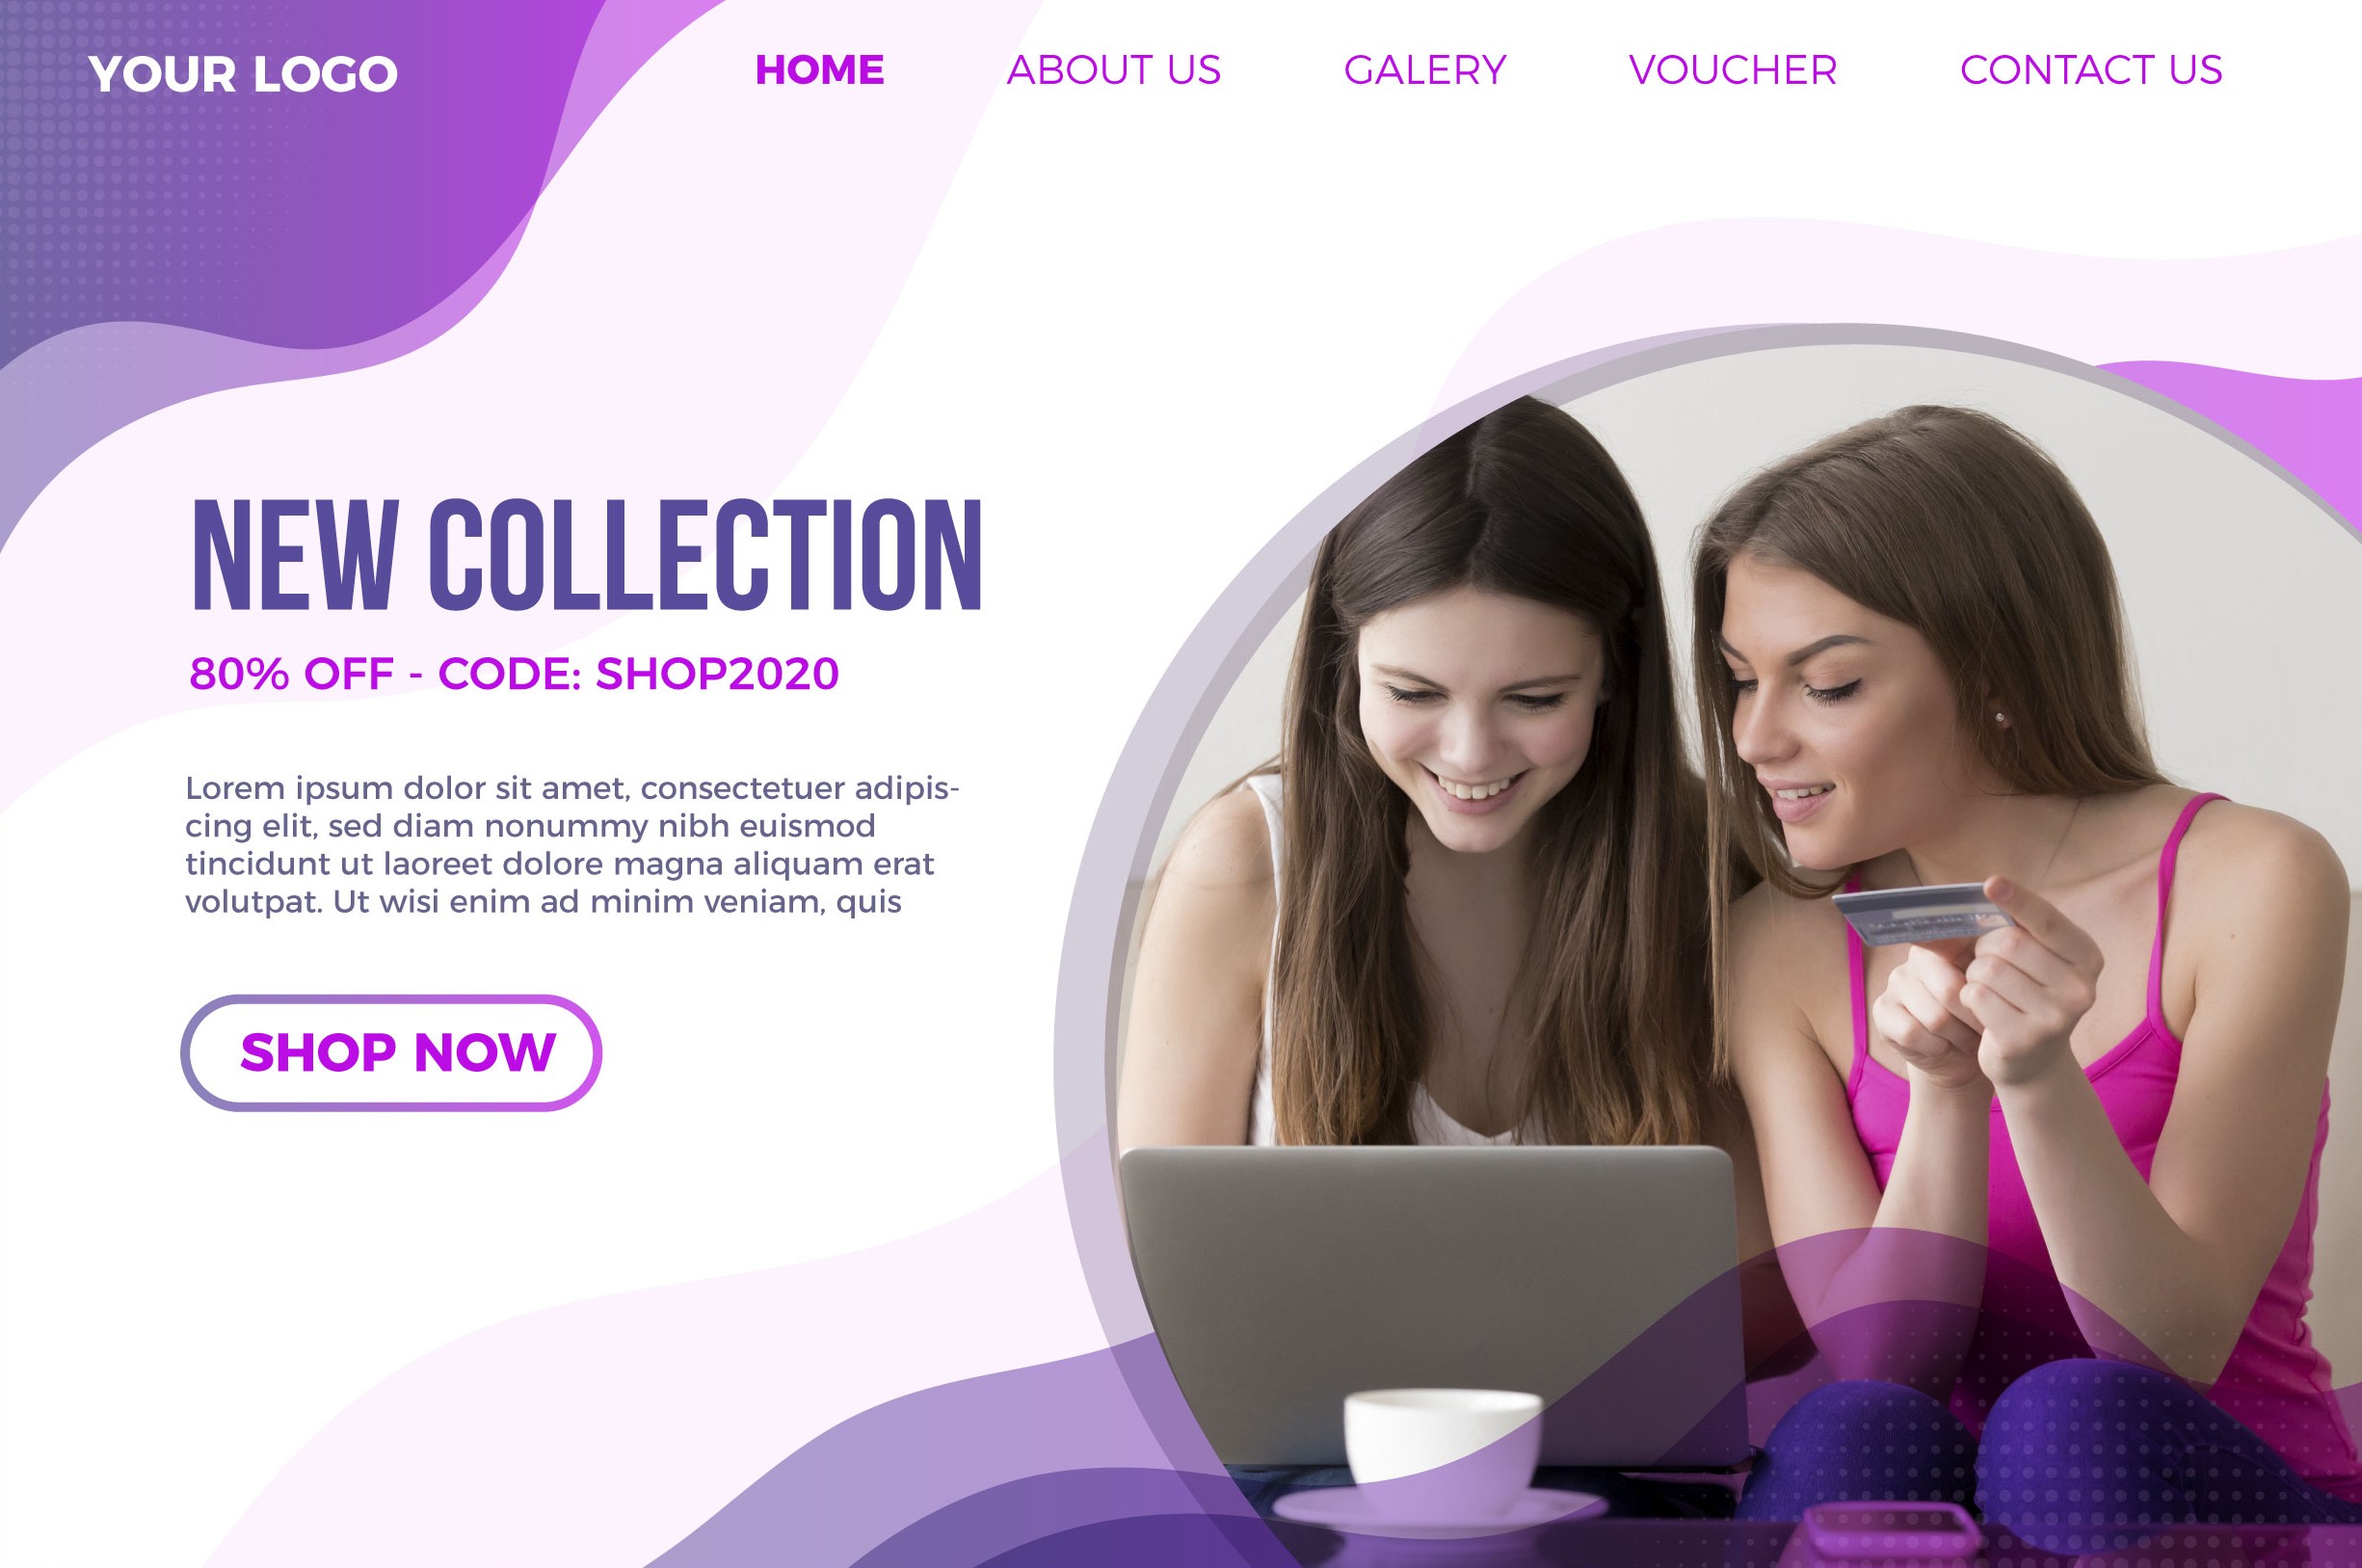 YOUR LOGO
HOME ABOUT US GALERY VOUCHER CONTACT US
NEW COLLECTION
80% OFF - CODE: SHOP2020
Lorem ipsum dolor sit amet, consectetuer adipis-
cing elit, sed diam nonummy nibh euismod
tincidunt ut laoreet dolore magna aliquam erat
volutpat. Ut wisi enim ad minim veniam, quis
SHOP NOW